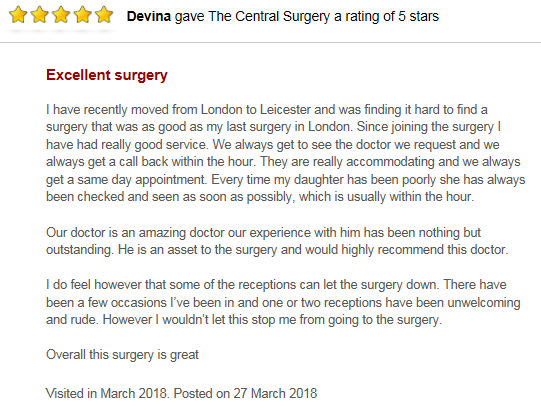 Devina gave The Central Surgery a rating of 5 stars
Excellent surgery
I have recently moved from London to Leicester and was finding it hard to find a
surgery that was as good as my last surgery in London. Since joining the surgery I
have had really good service. We always get to see the doctor we request and we
always get a call back within the hour. They are really accommodating and we always
get a same day appointment. Every time my daughter has been poorly she has always
been checked and seen as soon as possibly, which is usually within the hour.
Our doctor is an amazing doctor our experience with him has been nothing but
outstanding. He is an asset to the surgery and would highly recommend this doctor.
I do feel however that some of the receptions can let the surgery down. There have
been a few occasions I've been in and one or two receptions have been unwelcoming
and rude. However I wouldn't let this stop me from going to the surgery.
Overall this surgery is great
Visited in March 2018. Posted on 27 March 2018